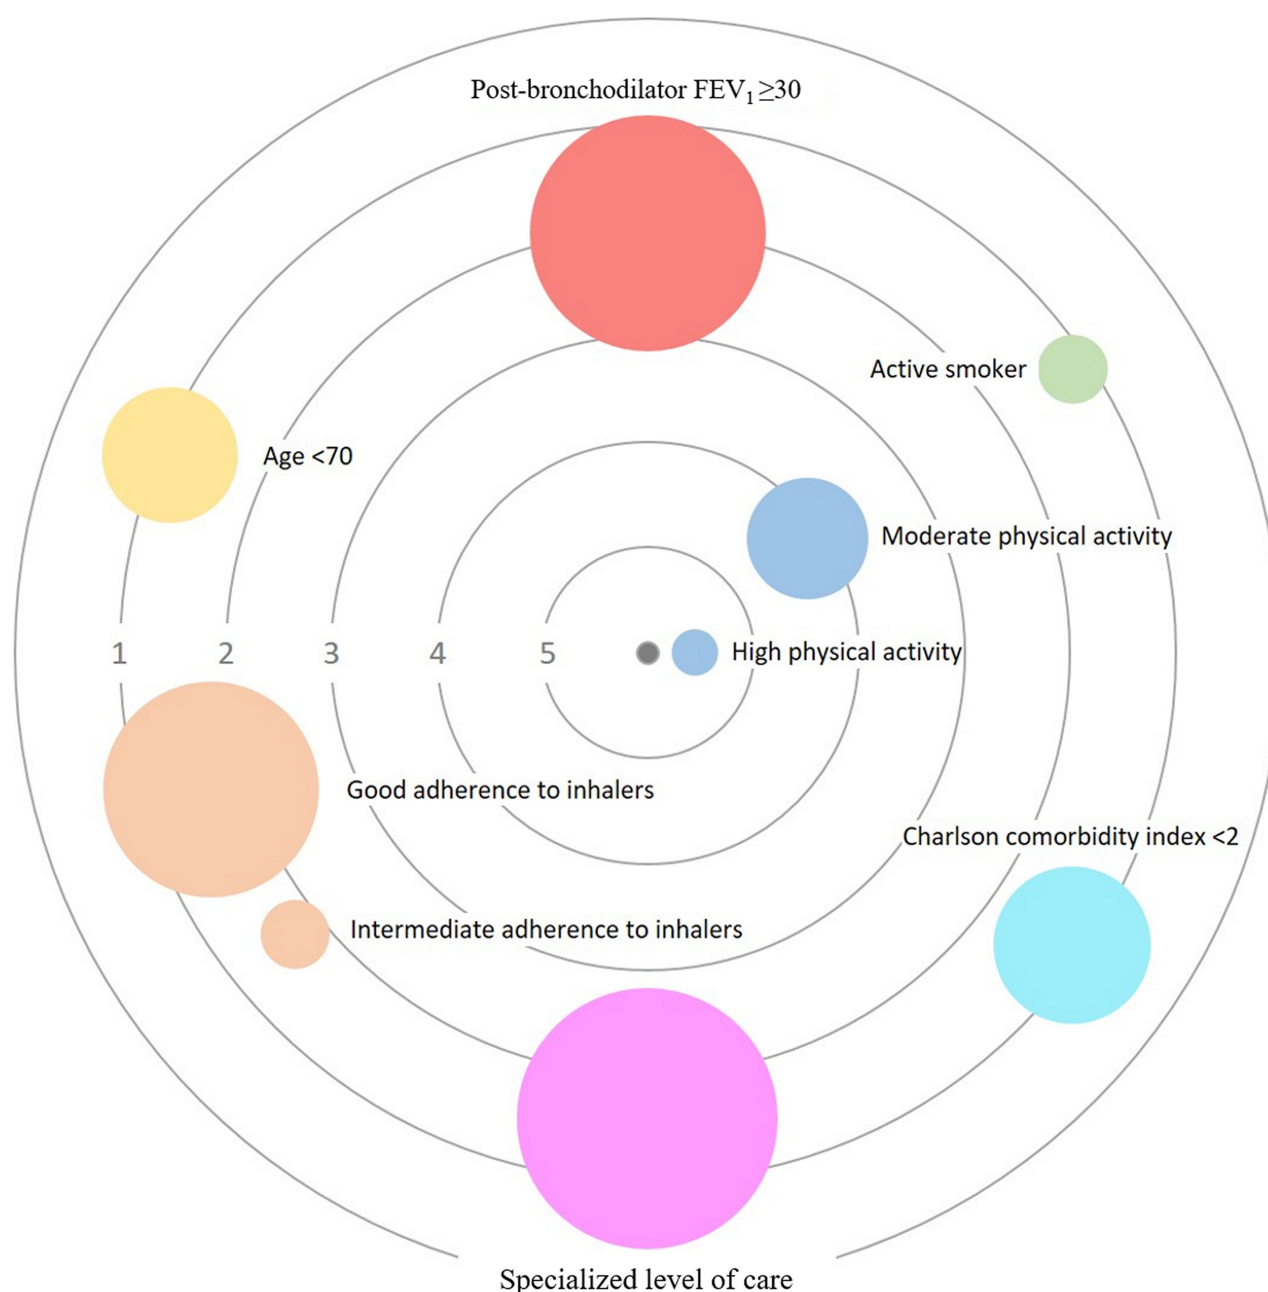 Post-bronchodilator FEV₁ ≥30
Active smoker
Age <70
Moderate physical activity
1 2 3 4 5
High physical activity
Good adherence to inhalers
Charlson comorbidity index <2
Intermediate adherence to inhalers
Specialized level of care